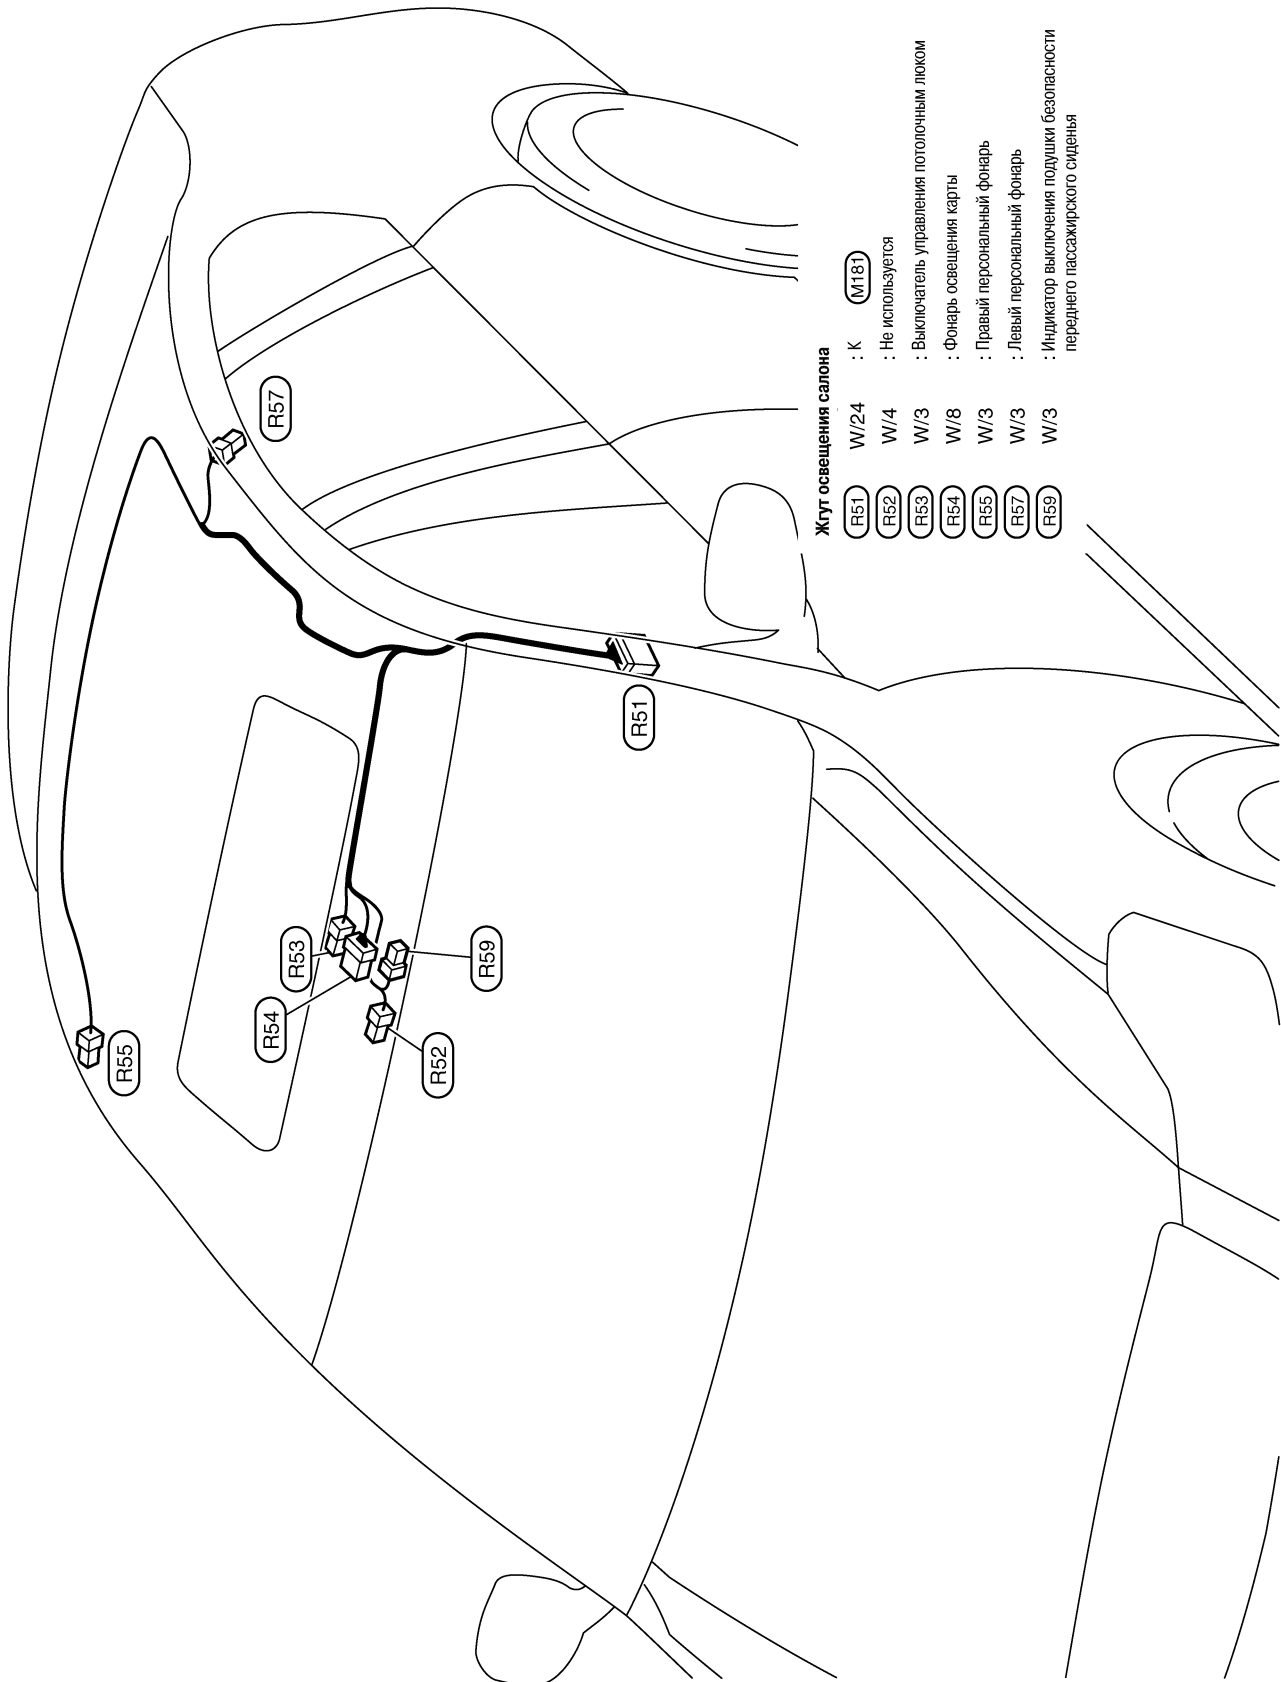 Жгут освещения салона
R51 W/24 : К M181
R52 W/4 : Не используется
R53 W/3 : Выключатель управления потолочным люком
R54 W/8 : Фонарь освещения карты
R55 W/3 : Правый персональный фонарь
R57 W/3 : Левый персональный фонарь
R59 W/3 : Индикатор выключения подушки безопасности
переднего пассажирского сиденья
R55
R54
R53
R57
R52
R59
R51